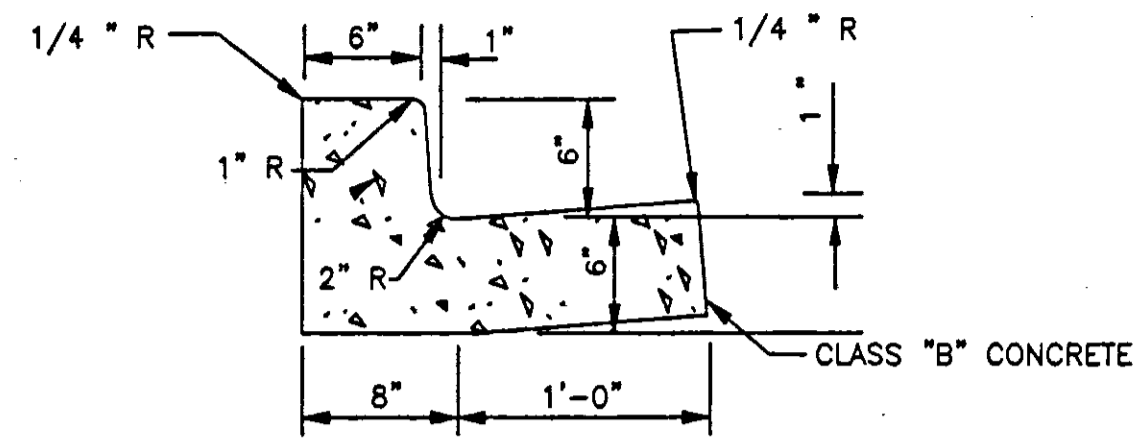 1/4 " R
6"
1"
1/4 " R
1"
1" R
6"
2" R
6"
CLASS "B" CONCRETE
8"
1'-0"